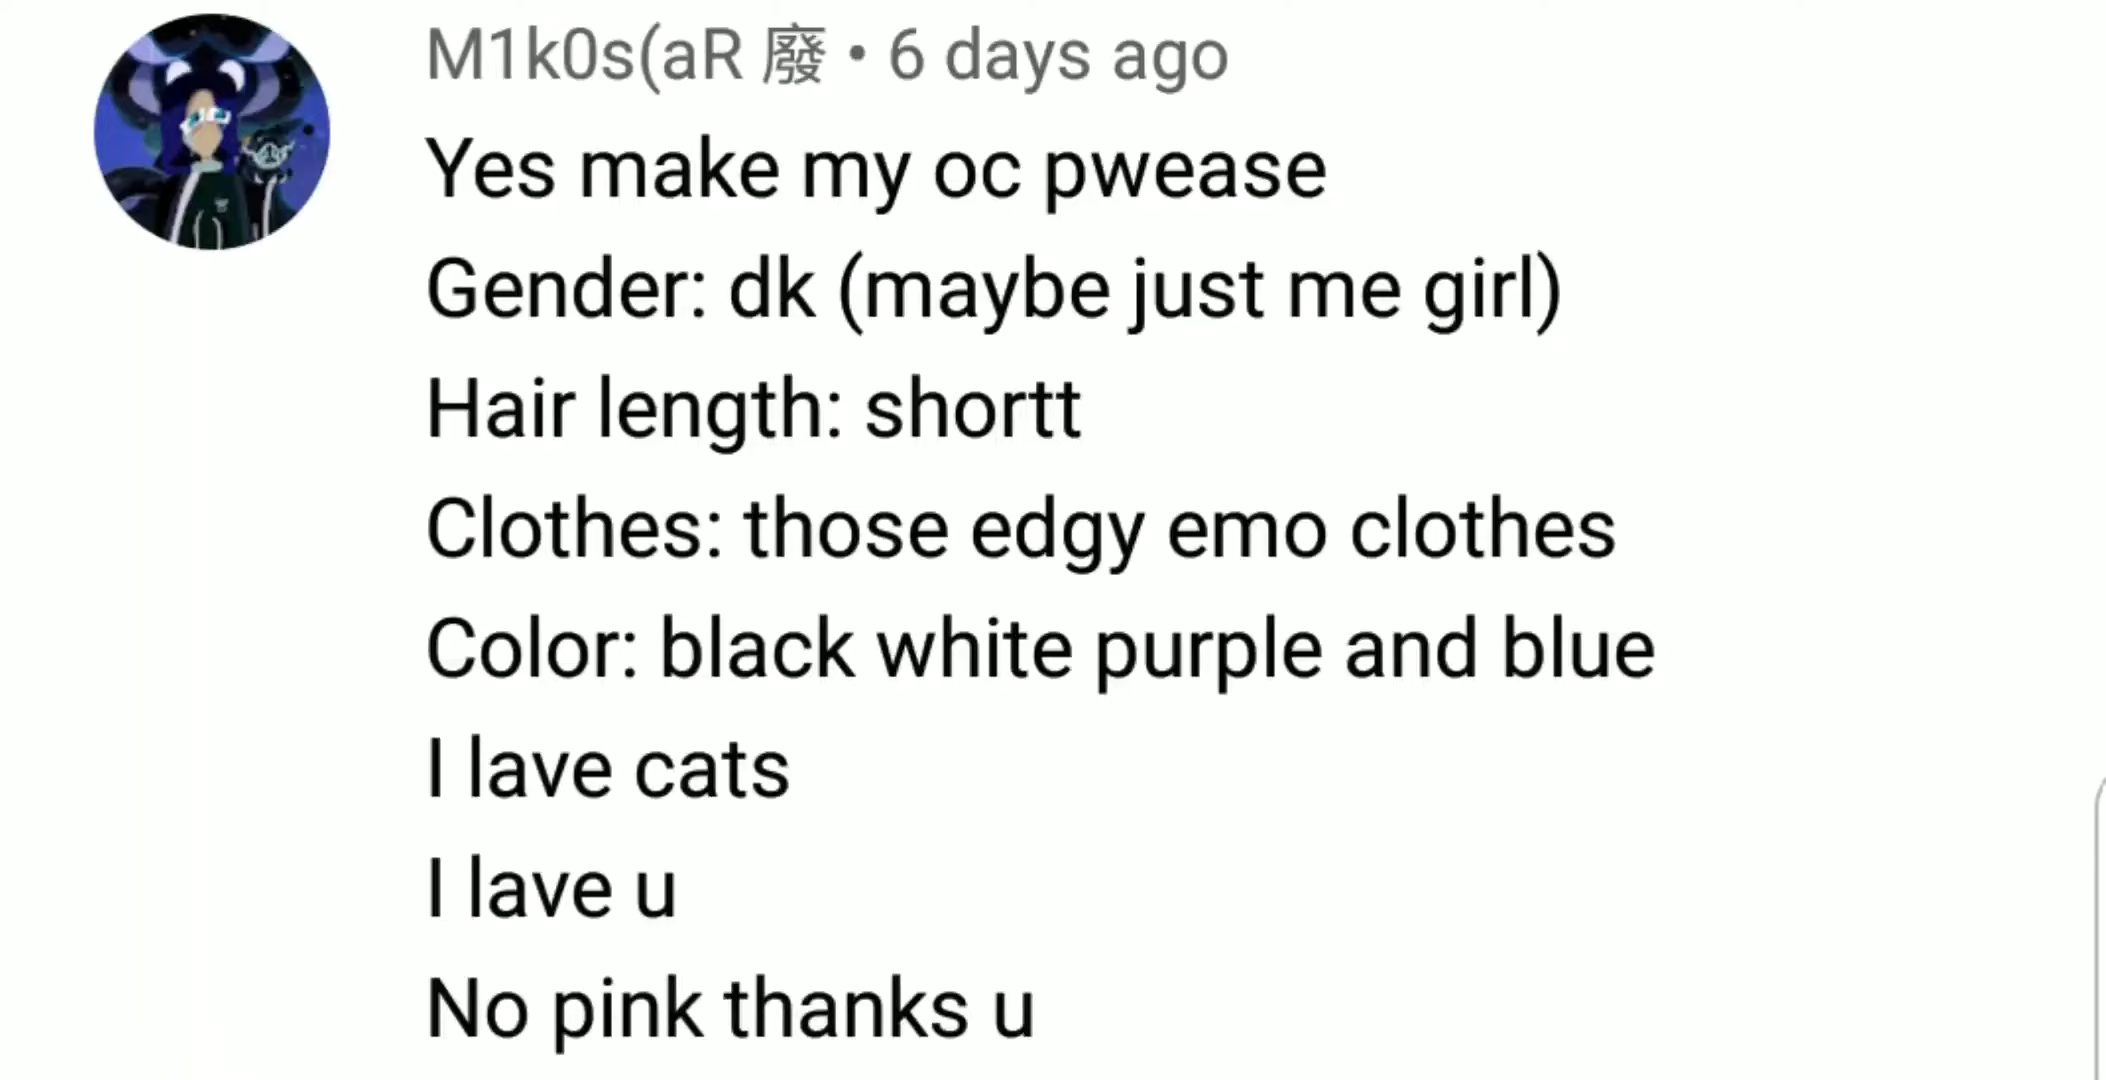 M1k0s(aR 廢 • 6 days ago
Yes make my oc pwease
Gender: dk (maybe just me girl)
Hair length: shortt
Clothes: those edgy emo clothes
Color: black white purple and blue
I lave cats
I lave u
No pink thanks u